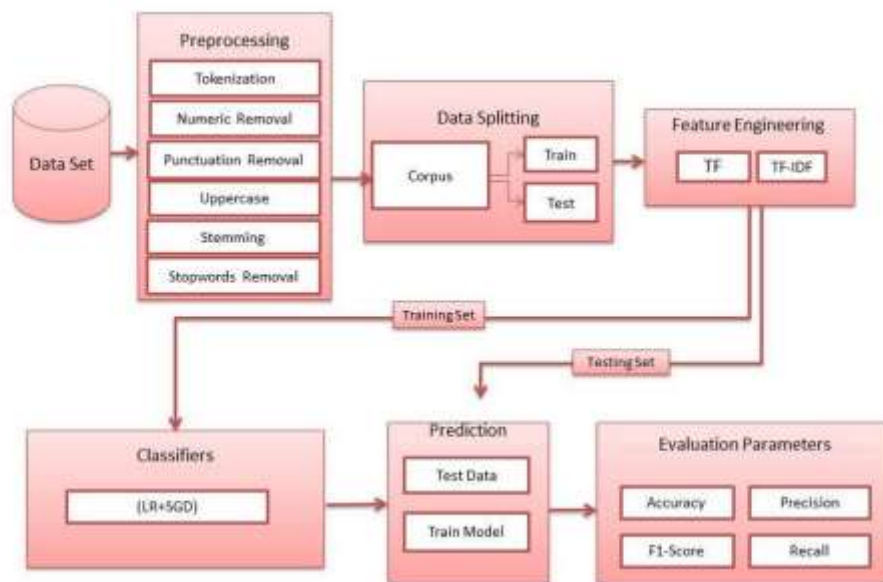 Data Set
Preprocessing
Tokenization
Numeric Removal
Punctuation Removal
Uppercase
Stemming
Stopwords Removal
Data Splitting
Corpus
Train
Test
Feature Engineering
TF
TF-IDF
Training Set
Testing Set
Classifiers
(LR+SGD)
Prediction
Test Data
Train Model
Evaluation Parameters
Accuracy
Precision
F1-Score
Recall